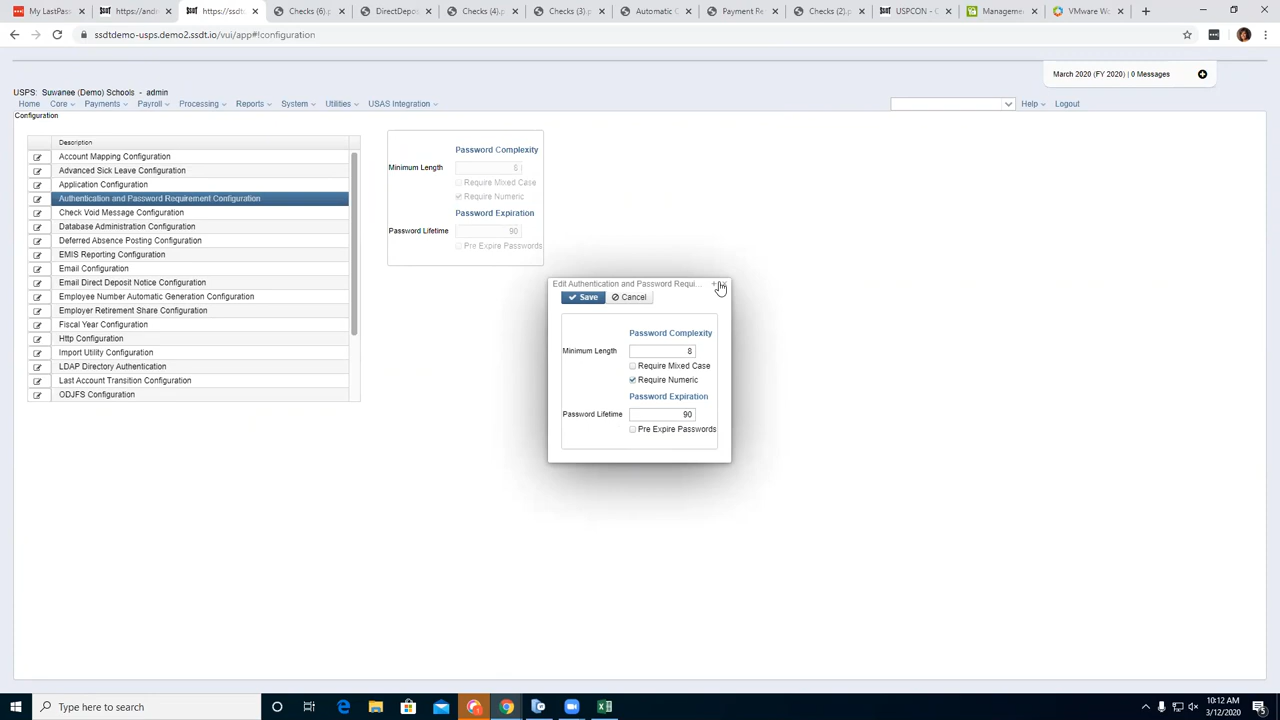 My LastPass
https://andri
https://ssdt
Checks (6).p
DirectDepo
Checks (4).p
Checks (3).p
Automatic C
Payment Re
Checks (2).p
USPCON - C
Managemen
VMware Wo
ssdtdemo-usps.demo2.ssdt.io/vui/app#!configuration
March 2020 (FY 2020) | 0 Messages
USPS: Suwanee (Demo) Schools - admin
Home Core Payments Payroll Processing Reports System Utilities USAS Integration Help Logout
Configuration
Description
Account Mapping Configuration
Advanced Sick Leave Configuration
Application Configuration
Authentication and Password Requirement Configuration
Check Void Message Configuration
Database Administration Configuration
Deferred Absence Posting Configuration
EMIS Reporting Configuration
Email Configuration
Email Direct Deposit Notice Configuration
Employee Number Automatic Generation Configuration
Employer Retirement Share Configuration
Fiscal Year Configuration
Http Configuration
Import Utility Configuration
LDAP Directory Authentication
Last Account Transition Configuration
ODJFS Configuration
Password Complexity
Minimum Length 6
Require Mixed Case
Require Numeric
Password Expiration
Password Lifetime 90
Pre Expire Passwords
Edit Authentication and Password Requi...
Save Cancel
Password Complexity
Minimum Length 8
Require Mixed Case
Require Numeric
Password Expiration
Password Lifetime 90
Pre Expire Passwords
Type here to search
10:12 AM
3/12/2020